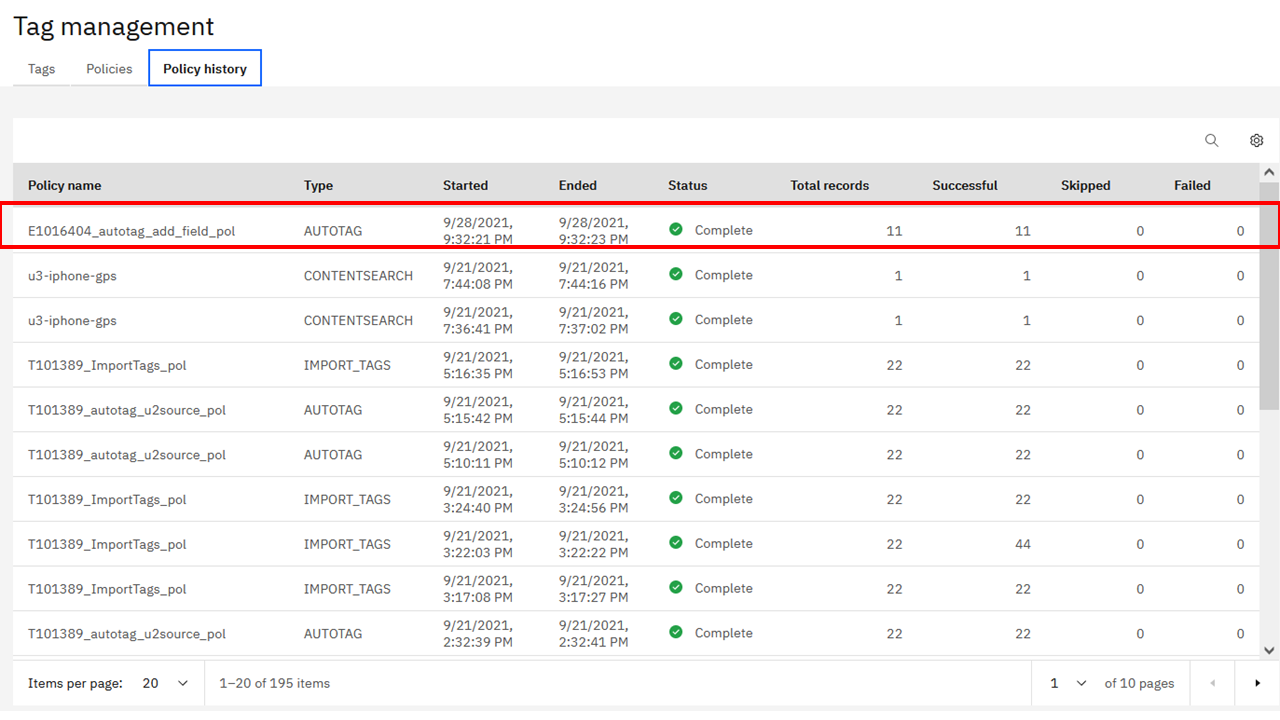 Tag management
Tags Policies Policy history
Policy name Type Started Ended Status Total records Successful Skipped Failed
E1016404_autotag_add_field_pol AUTOTAG 9/28/2021, 9:32:21 PM 9/28/2021, 9:32:23 PM Complete 11 11 0 0
u3-iphone-gps CONTENTSEARCH 9/21/2021, 7:44:08 PM 9/21/2021, 7:44:16 PM Complete 1 1 0 0
u3-iphone-gps CONTENTSEARCH 9/21/2021, 7:36:41 PM 9/21/2021, 7:37:02 PM Complete 1 1 0 0
T101389_ImportTags_pol IMPORT_TAGS 9/21/2021, 5:16:35 PM 9/21/2021, 5:16:53 PM Complete 22 22 0 0
T101389_autotag_u2source_pol AUTOTAG 9/21/2021, 5:15:42 PM 9/21/2021, 5:15:44 PM Complete 22 22 0 0
T101389_autotag_u2source_pol AUTOTAG 9/21/2021, 5:10:11 PM 9/21/2021, 5:10:12 PM Complete 22 22 0 0
T101389_ImportTags_pol IMPORT_TAGS 9/21/2021, 3:24:40 PM 9/21/2021, 3:24:56 PM Complete 22 22 0 0
T101389_ImportTags_pol IMPORT_TAGS 9/21/2021, 3:22:03 PM 9/21/2021, 3:22:22 PM Complete 22 44 0 0
T101389_ImportTags_pol IMPORT_TAGS 9/21/2021, 3:17:08 PM 9/21/2021, 3:17:27 PM Complete 22 22 0 0
T101389_autotag_u2source_pol AUTOTAG 9/21/2021, 2:32:39 PM 9/21/2021, 2:32:41 PM Complete 22 22 0 0
Items per page: 20 1–20 of 195 items 1 of 10 pages